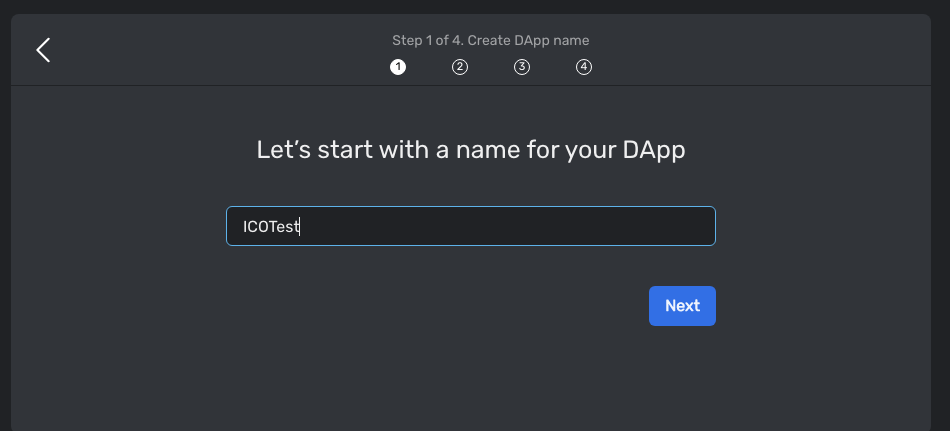 Step 1 of 4. Create DApp name
1 2 3 4
Let’s start with a name for your DApp
ICOTest
Next